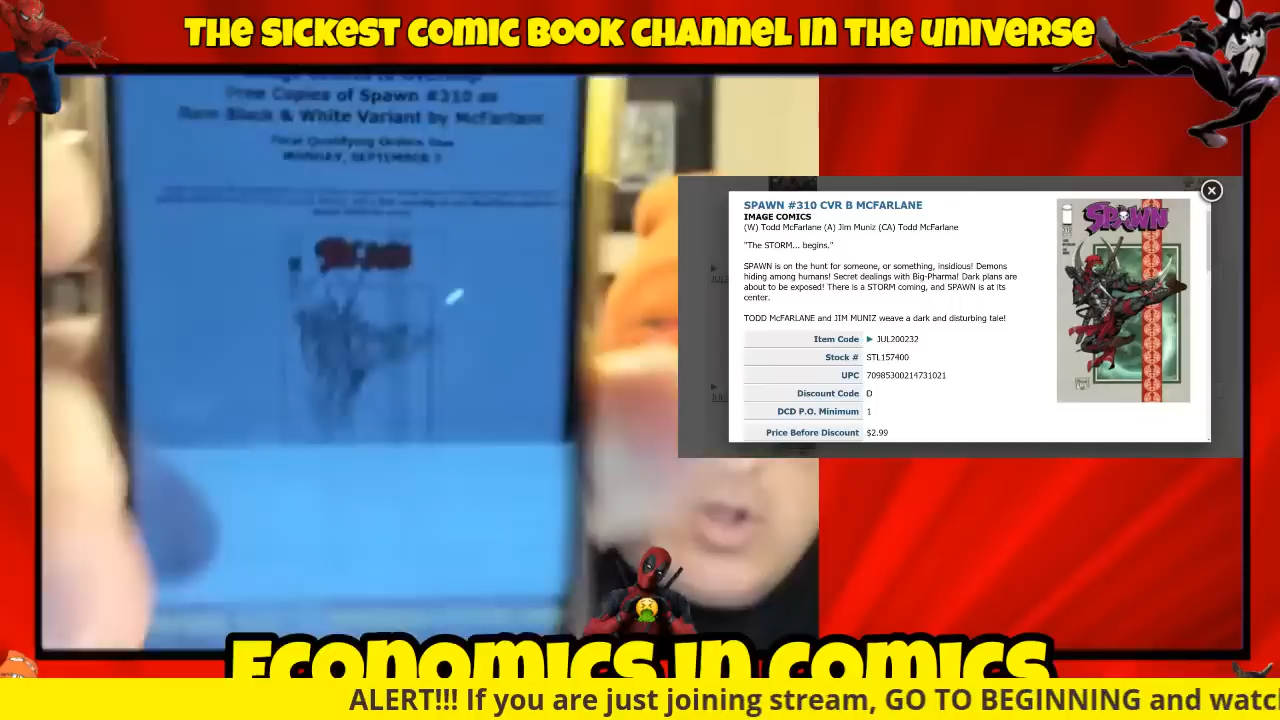 THE SICKEST COMIC BOOK CHANNEL IN THE UNIVERSE
Free Copies of Spawn #310 as
Rare Black & White Variant by McFarlane
Final Qualifying Orders Due
MONDAY, SEPTEMBER 7
SPAWN
SPAWN #310 CVR B MCFARLANE
IMAGE COMICS
(W) Todd McFarlane (A) Jim Muniz (CA) Todd McFarlane
"The STORM... begins."
SPAWN is on the hunt for someone, or something, insidious! Demons
hiding among humans! Secret dealings with Big-Pharma! Dark plans are
about to be exposed! There is a STORM coming, and SPAWN is at its
center.
TODD McFARLANE and JIM MUNIZ weave a dark and disturbing tale!
Item Code ▶ JUL200232
Stock # STL157400
UPC 70985300214731021
Discount Code D
DCD P.O. Minimum 1
Price Before Discount $2.99
SPAWN
ECONOMICS IN COMICS
ALERT!!! If you are just joining stream, GO TO BEGINNING and watc